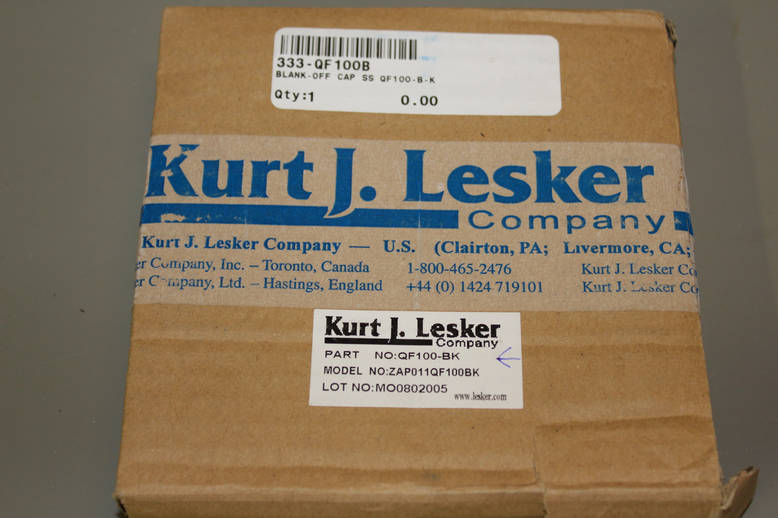 333-QF100B
BLANK-OFF CAP SS QF100-B-K
Qty:1 0.00
Kurt J. Lesker
Company
Kurt J. Lesker Company — U.S. (Clairton, PA; Livermore, CA;
er Company, Inc. – Toronto, Canada 1-800-465-2476 Kurt J. Lesker Co
er Company, Ltd. – Hastings, England +44 (0) 1424 719101 Kurt J. Lesker Co
Kurt J. Lesker
Company
PART NO:QF100-BK
MODEL NO:ZAP011QF100BK
LOT NO:MO0802005
www.lesker.com